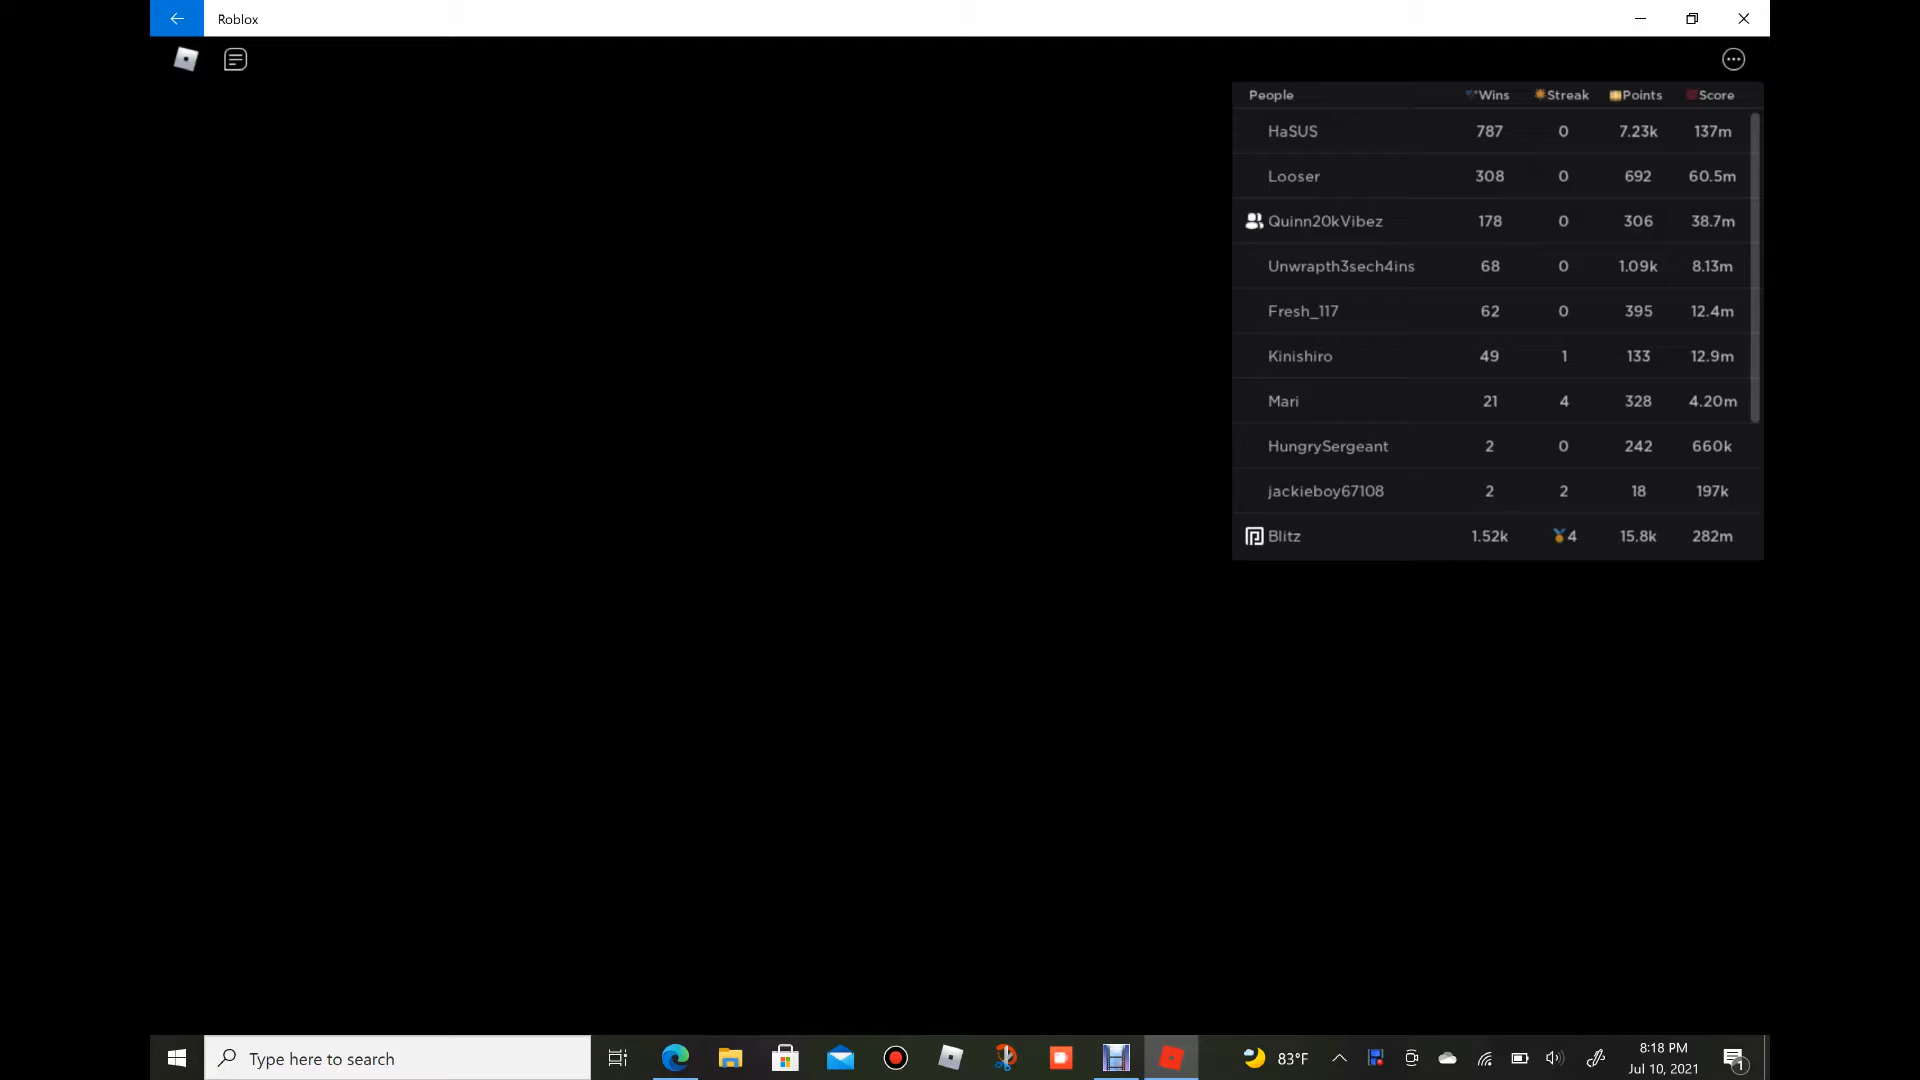 Roblox
People Wins Streak Points Score
HaSUS 787 0 7.23k 137m
Looser 308 0 692 60.5m
Quinn20kVibez 178 0 306 38.7m
Unwrapth3sech4ins 68 0 1.09k 8.13m
Fresh_117 62 0 395 12.4m
Kinishiro 49 1 133 12.9m
Mari 21 4 328 4.20m
HungrySergeant 2 0 242 660k
jackieboy67108 2 2 18 197k
Blitz 1.52k 4 15.8k 282m
Type here to search
83°F
8:18 PM
Jul 10, 2021
1